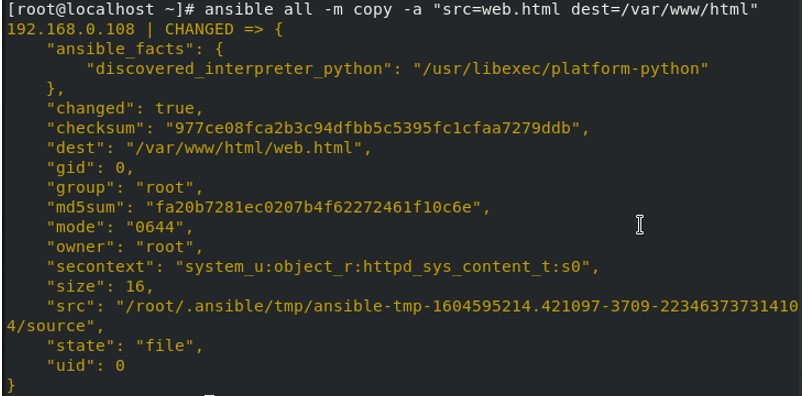 [root@localhost ~]# ansible all -m copy -a "src=web.html dest=/var/www/html"
192.168.0.108 | CHANGED => {
    "ansible_facts": {
        "discovered_interpreter_python": "/usr/libexec/platform-python"
    },
    "changed": true,
    "checksum": "977ce08fca2b3c94dfbb5c5395fc1cfaa7279ddb",
    "dest": "/var/www/html/web.html",
    "gid": 0,
    "group": "root",
    "md5sum": "fa20b7281ec0207b4f62272461f10c6e",
    "mode": "0644",
    "owner": "root",
    "secontext": "system_u:object_r:httpd_sys_content_t:s0",
    "size": 16,
    "src": "/root/.ansible/tmp/ansible-tmp-1604595214.421097-3709-22346373731410
4/source",
    "state": "file",
    "uid": 0
}